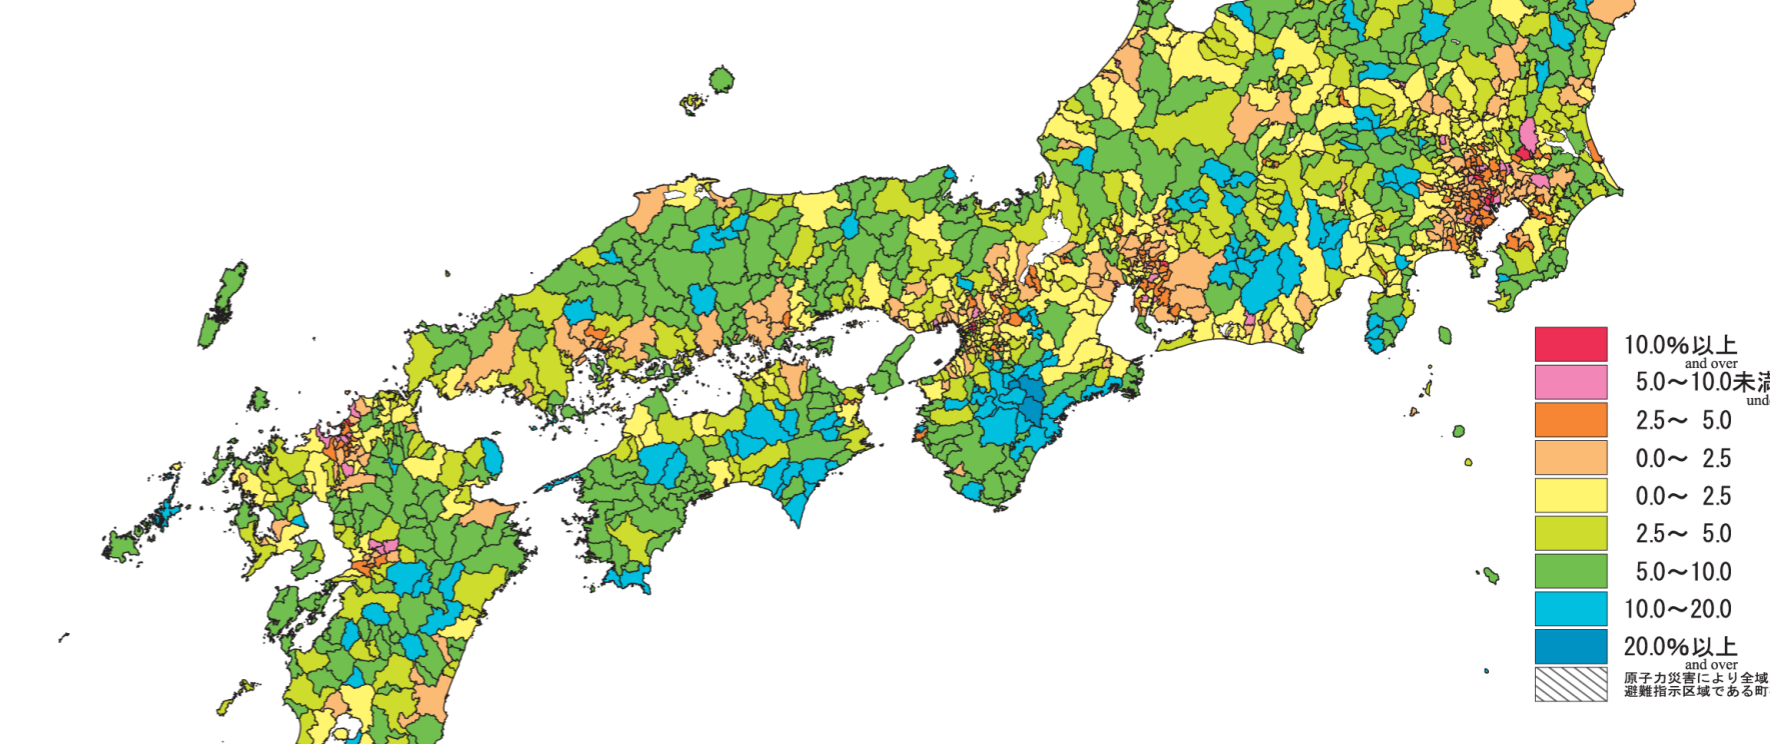 10.0%以上
and over
5.0～10.0未満
und
2.5～ 5.0
0.0～ 2.5
0.0～ 2.5
2.5～ 5.0
5.0～10.0
10.0～20.0
20.0%以上
and over
原子力災害により全域
避難指示区域である町